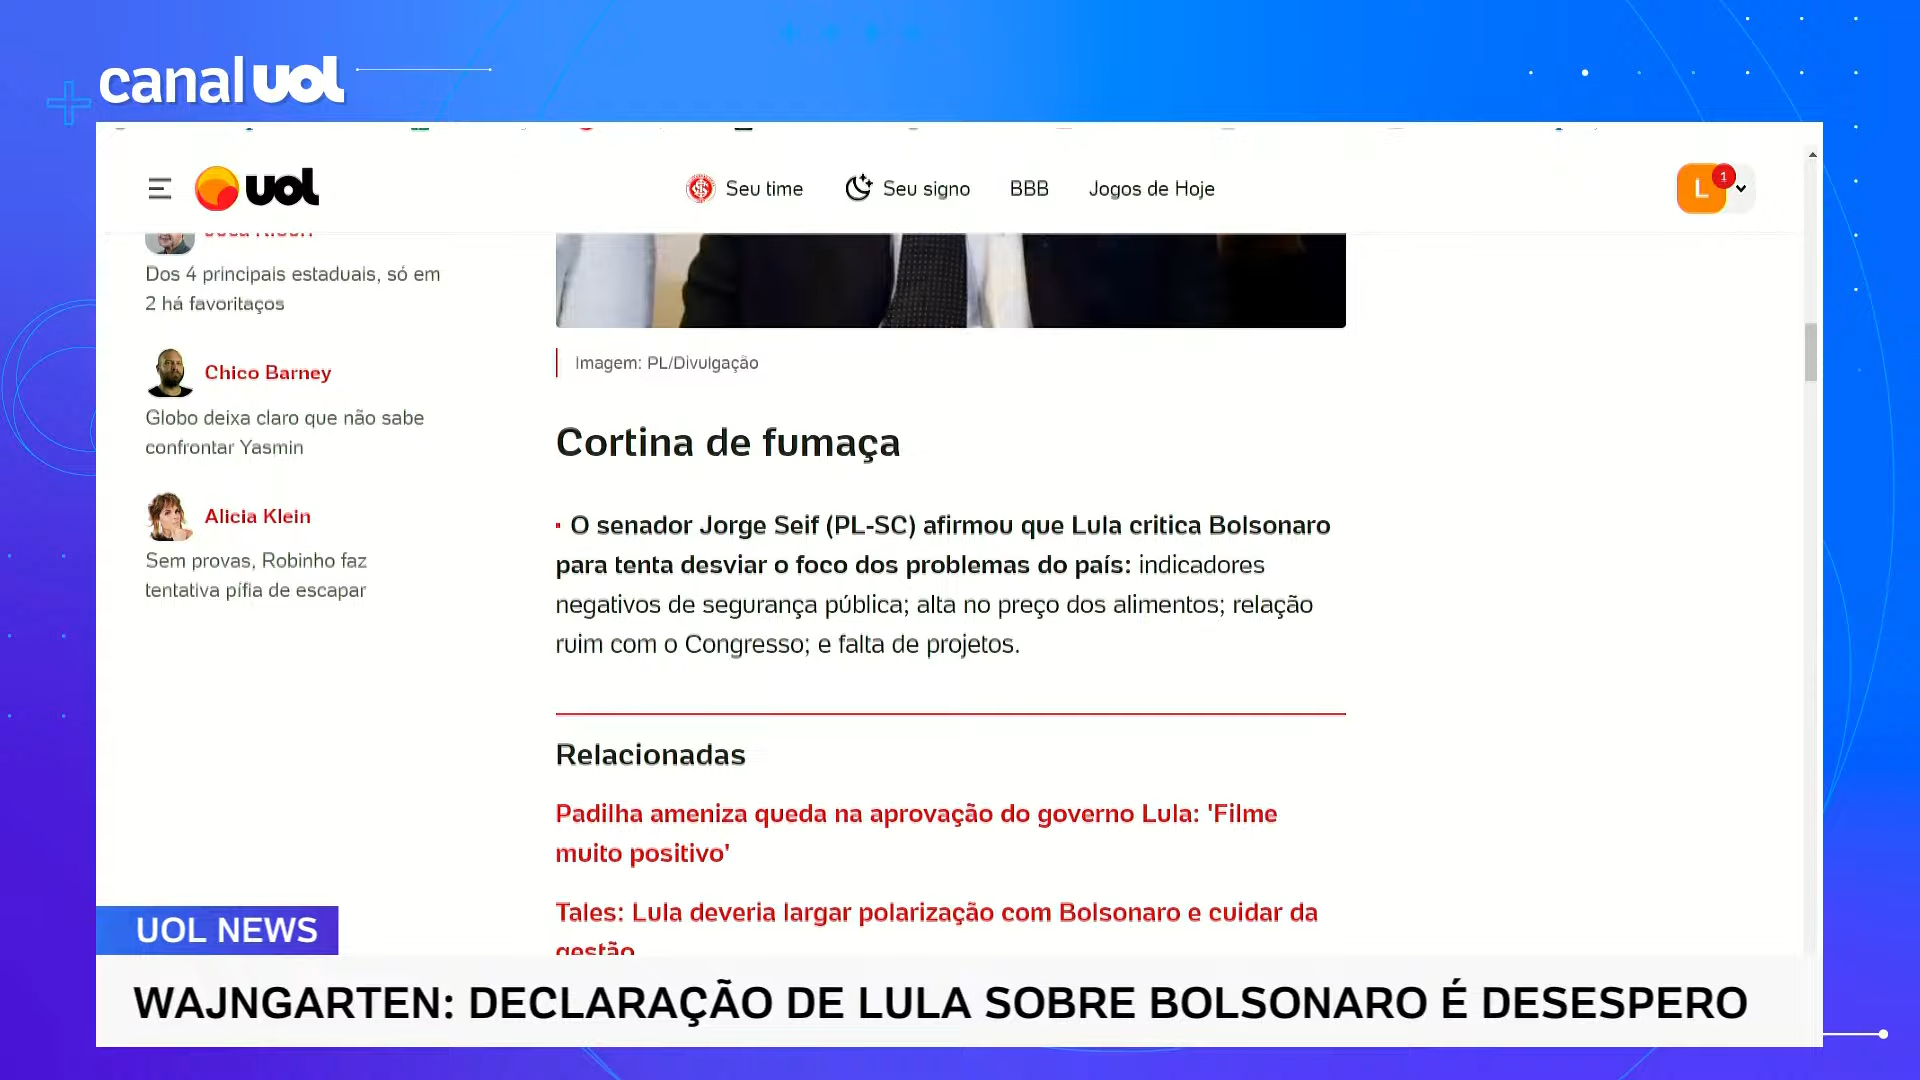 canal uol
uol
Seu time
Seu signo
BBB
Jogos de Hoje
L
1
Dos 4 principais estaduais, só em
2 há favoritaços
Chico Barney
Globo deixa claro que não sabe
confrontar Yasmin
Alicia Klein
Sem provas, Robinho faz
tentativa pífia de escapar
Imagem: PL/Divulgação
Cortina de fumaça
O senador Jorge Seif (PL-SC) afirmou que Lula critica Bolsonaro
para tenta desviar o foco dos problemas do país: indicadores
negativos de segurança pública; alta no preço dos alimentos; relação
ruim com o Congresso; e falta de projetos.
Relacionadas
Padilha ameniza queda na aprovação do governo Lula: 'Filme
muito positivo'
Tales: Lula deveria largar polarização com Bolsonaro e cuidar da
gestão
UOL NEWS
WAJNGARTEN: DECLARAÇÃO DE LULA SOBRE BOLSONARO É DESESPERO